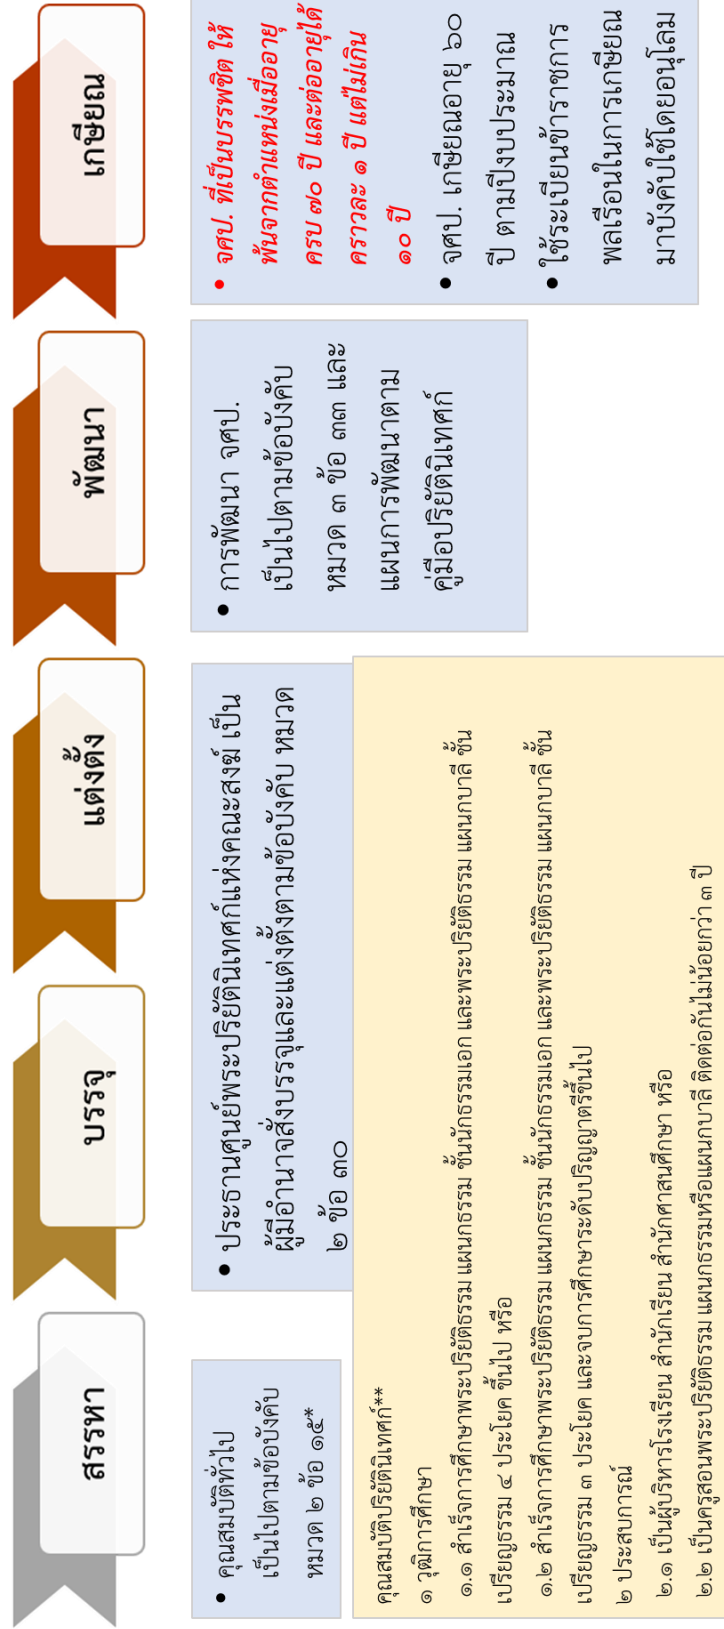 สรรหา
บรรจุ
แต่งตั้ง
พัฒนา
เกษียณ
• คุณสมบัติทั่วไป
เป็นไปตามข้อบังคับ
หมวด ๒ ข้อ ๑๕*
• ประธานศูนย์พระปริยัตินิเทศก์แห่งคณะสงฆ์ เป็น
ผู้มีอำนาจสั่งบรรจุและแต่งตั้งตามข้อบังคับ หมวด
๒ ข้อ ๓๐
คุณสมบัติปริยัตินิเทศก์**
๑ วุฒิการศึกษา
๑.๑ สำเร็จการศึกษาพระปริยัติธรรม แผนกธรรม ชั้นนักธรรมเอก และพระปริยัติธรรม แผนกบาลี ชั้น
เปรียญธรรม ๔ ประโยค ขึ้นไป หรือ
๑.๒ สำเร็จการศึกษาพระปริยัติธรรม แผนกธรรม ชั้นนักธรรมเอก และพระปริยัติธรรม แผนกบาลี ชั้น
เปรียญธรรม ๓ ประโยค และจบการศึกษาระดับปริญญาตรีขึ้นไป
๒ ประสบการณ์
๒.๑ เป็นผู้บริหารโรงเรียน สำนักเรียน สำนักศาสนศึกษา หรือ
๒.๒ เป็นครูสอนพระปริยัติธรรม แผนกธรรมหรือแผนกบาลี ติดต่อกันไม่น้อยกว่า ๓ ปี
• การพัฒนา จศป.
เป็นไปตามข้อบังคับ
หมวด ๓ ข้อ ๓๓ และ
แผนการพัฒนาตาม
คู่มือปริยัตินิเทศก์
• จศป. ที่เป็นบรรพชิต ให้
พ้นจากตำแหน่งเมื่ออายุ
ครบ ๗๐ ปี และต่ออายุได้
คราวละ ๑ ปี แต่ไม่เกิน
๑๐ ปี
• จศป. เกษียณอายุ ๖๐
ปี ตามปีงบประมาณ
• ใช้ระเบียนข้าราชการ
พลเรือนในการเกษียณ
มาบังคับใช้โดยอนุโลม